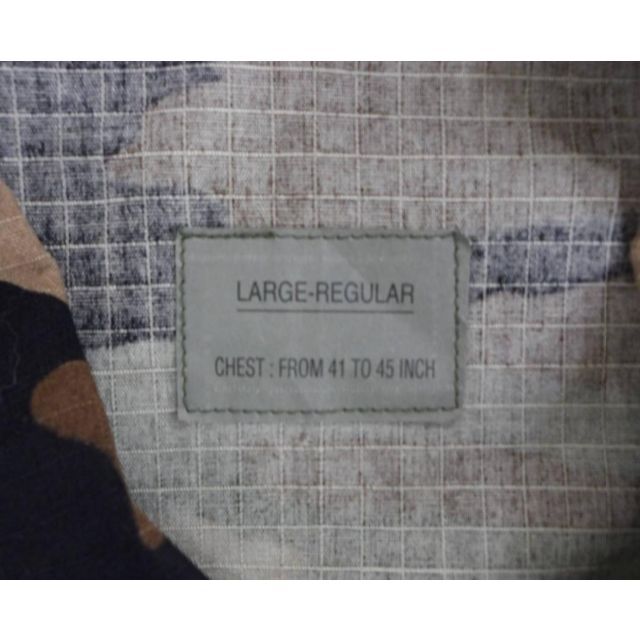 LARGE-REGULAR
CHEST : FROM 41 TO 45 INCH